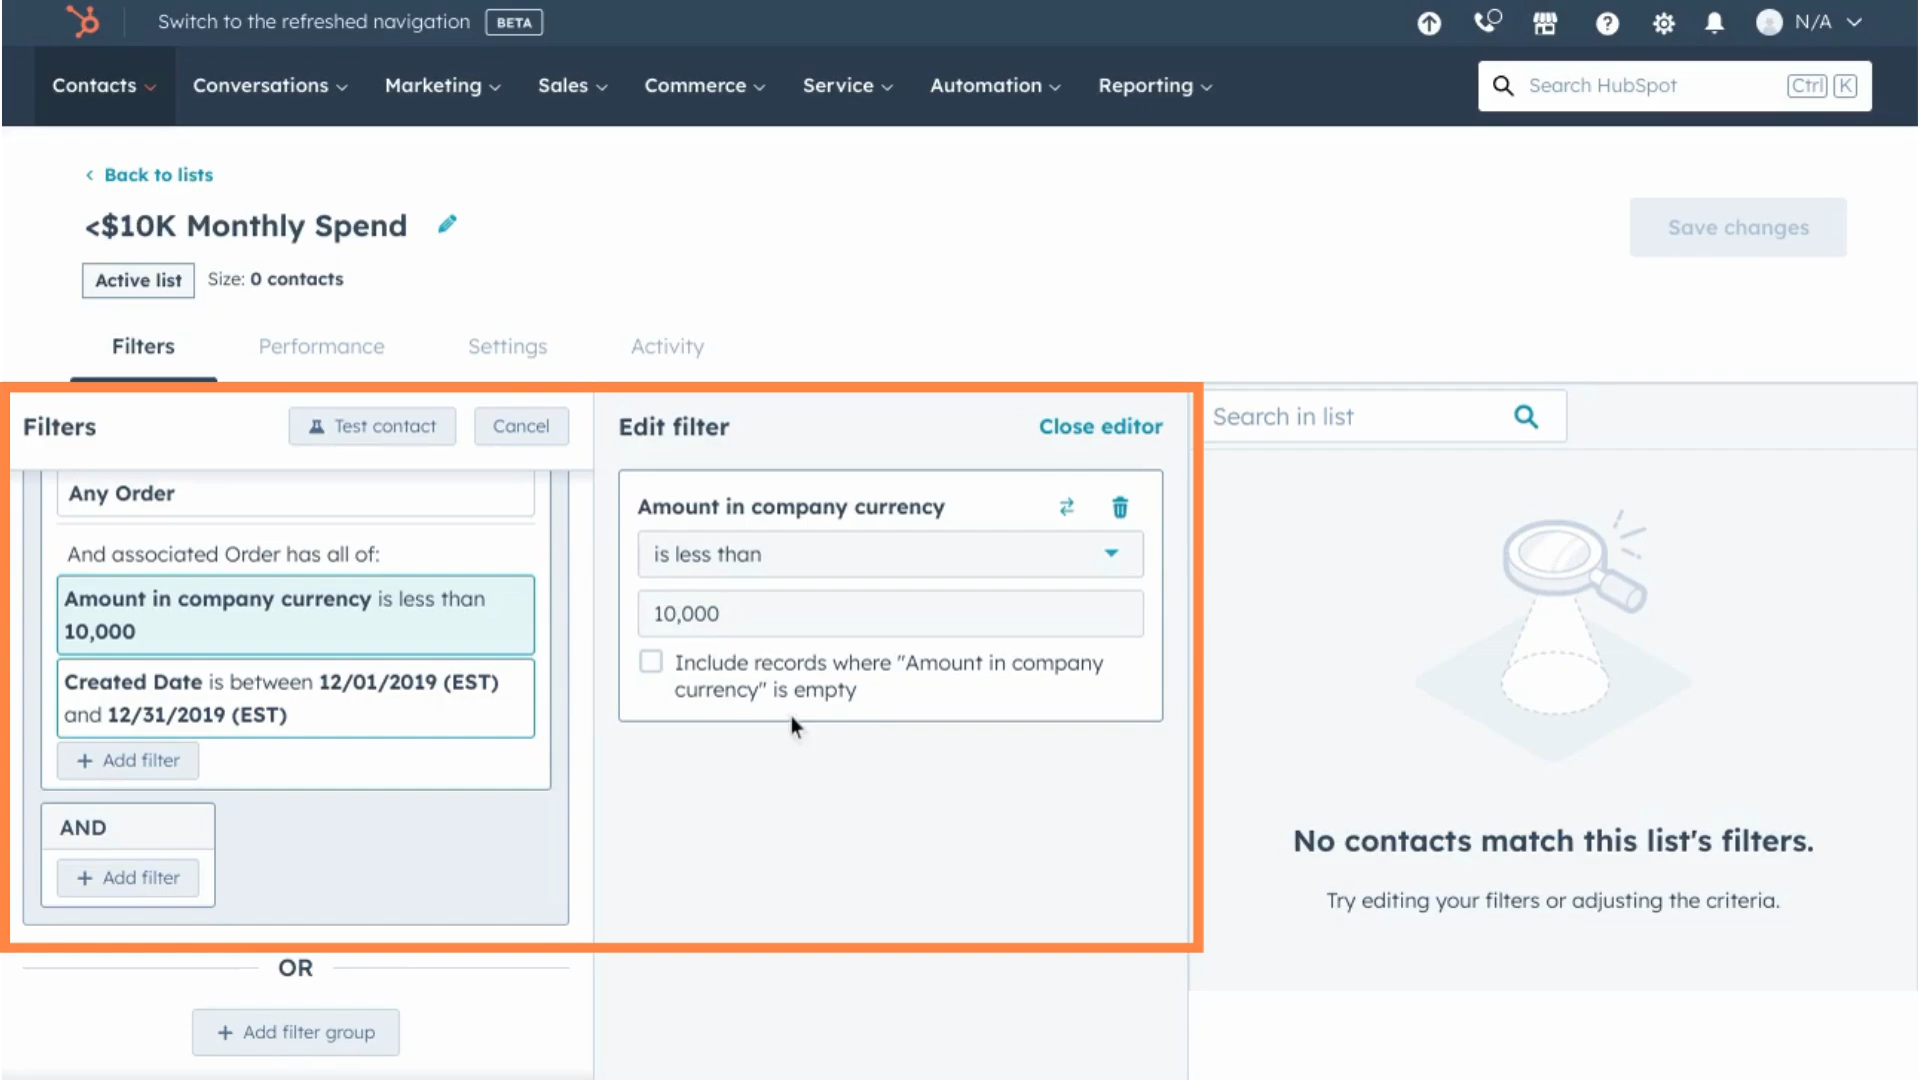 Switch to the refreshed navigation BETA
N/A
Contacts Conversations Marketing Sales Commerce Service Automation Reporting
Search HubSpot Ctrl K
Back to lists
<$10K Monthly Spend
Save changes
Active list Size: 0 contacts
Filters Performance Settings Activity
Filters Test contact Cancel
Any Order
And associated Order has all of:
Amount in company currency is less than
10,000
Created Date is between 12/01/2019 (EST)
and 12/31/2019 (EST)
+ Add filter
AND
+ Add filter
OR
+ Add filter group
Edit filter Close editor
Amount in company currency
is less than
10,000
Include records where "Amount in company
currency" is empty
Search in list
No contacts match this list's filters.
Try editing your filters or adjusting the criteria.